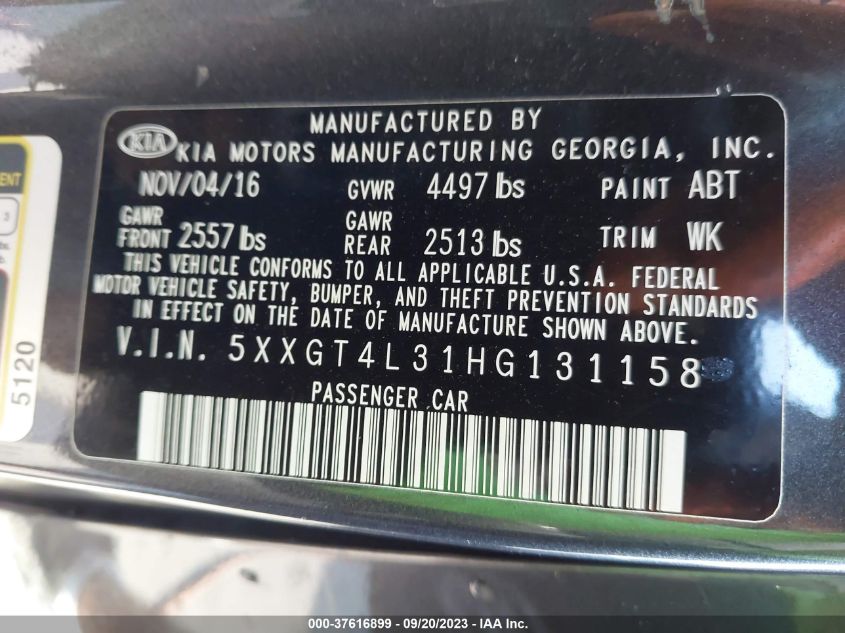 MANUFACTURED BY
KIA KIA MOTORS MANUFACTURING GEORGIA, INC.
NOV/04/16 GVWR 4497 lbs PAINT ABT
GAWR FRONT 2557 lbs GAWR REAR 2513 lbs TRIM WK
THIS VEHICLE CONFORMS TO ALL APPLICABLE U.S.A. FEDERAL
MOTOR VEHICLE SAFETY, BUMPER, AND THEFT PREVENTION STANDARDS
IN EFFECT ON THE DATE OF MANUFACTURE SHOWN ABOVE.
V.I.N. 5XXGT4L31HG131158
PASSENGER CAR
5120
000-37616899 - 09/20/2023 - IAA Inc.